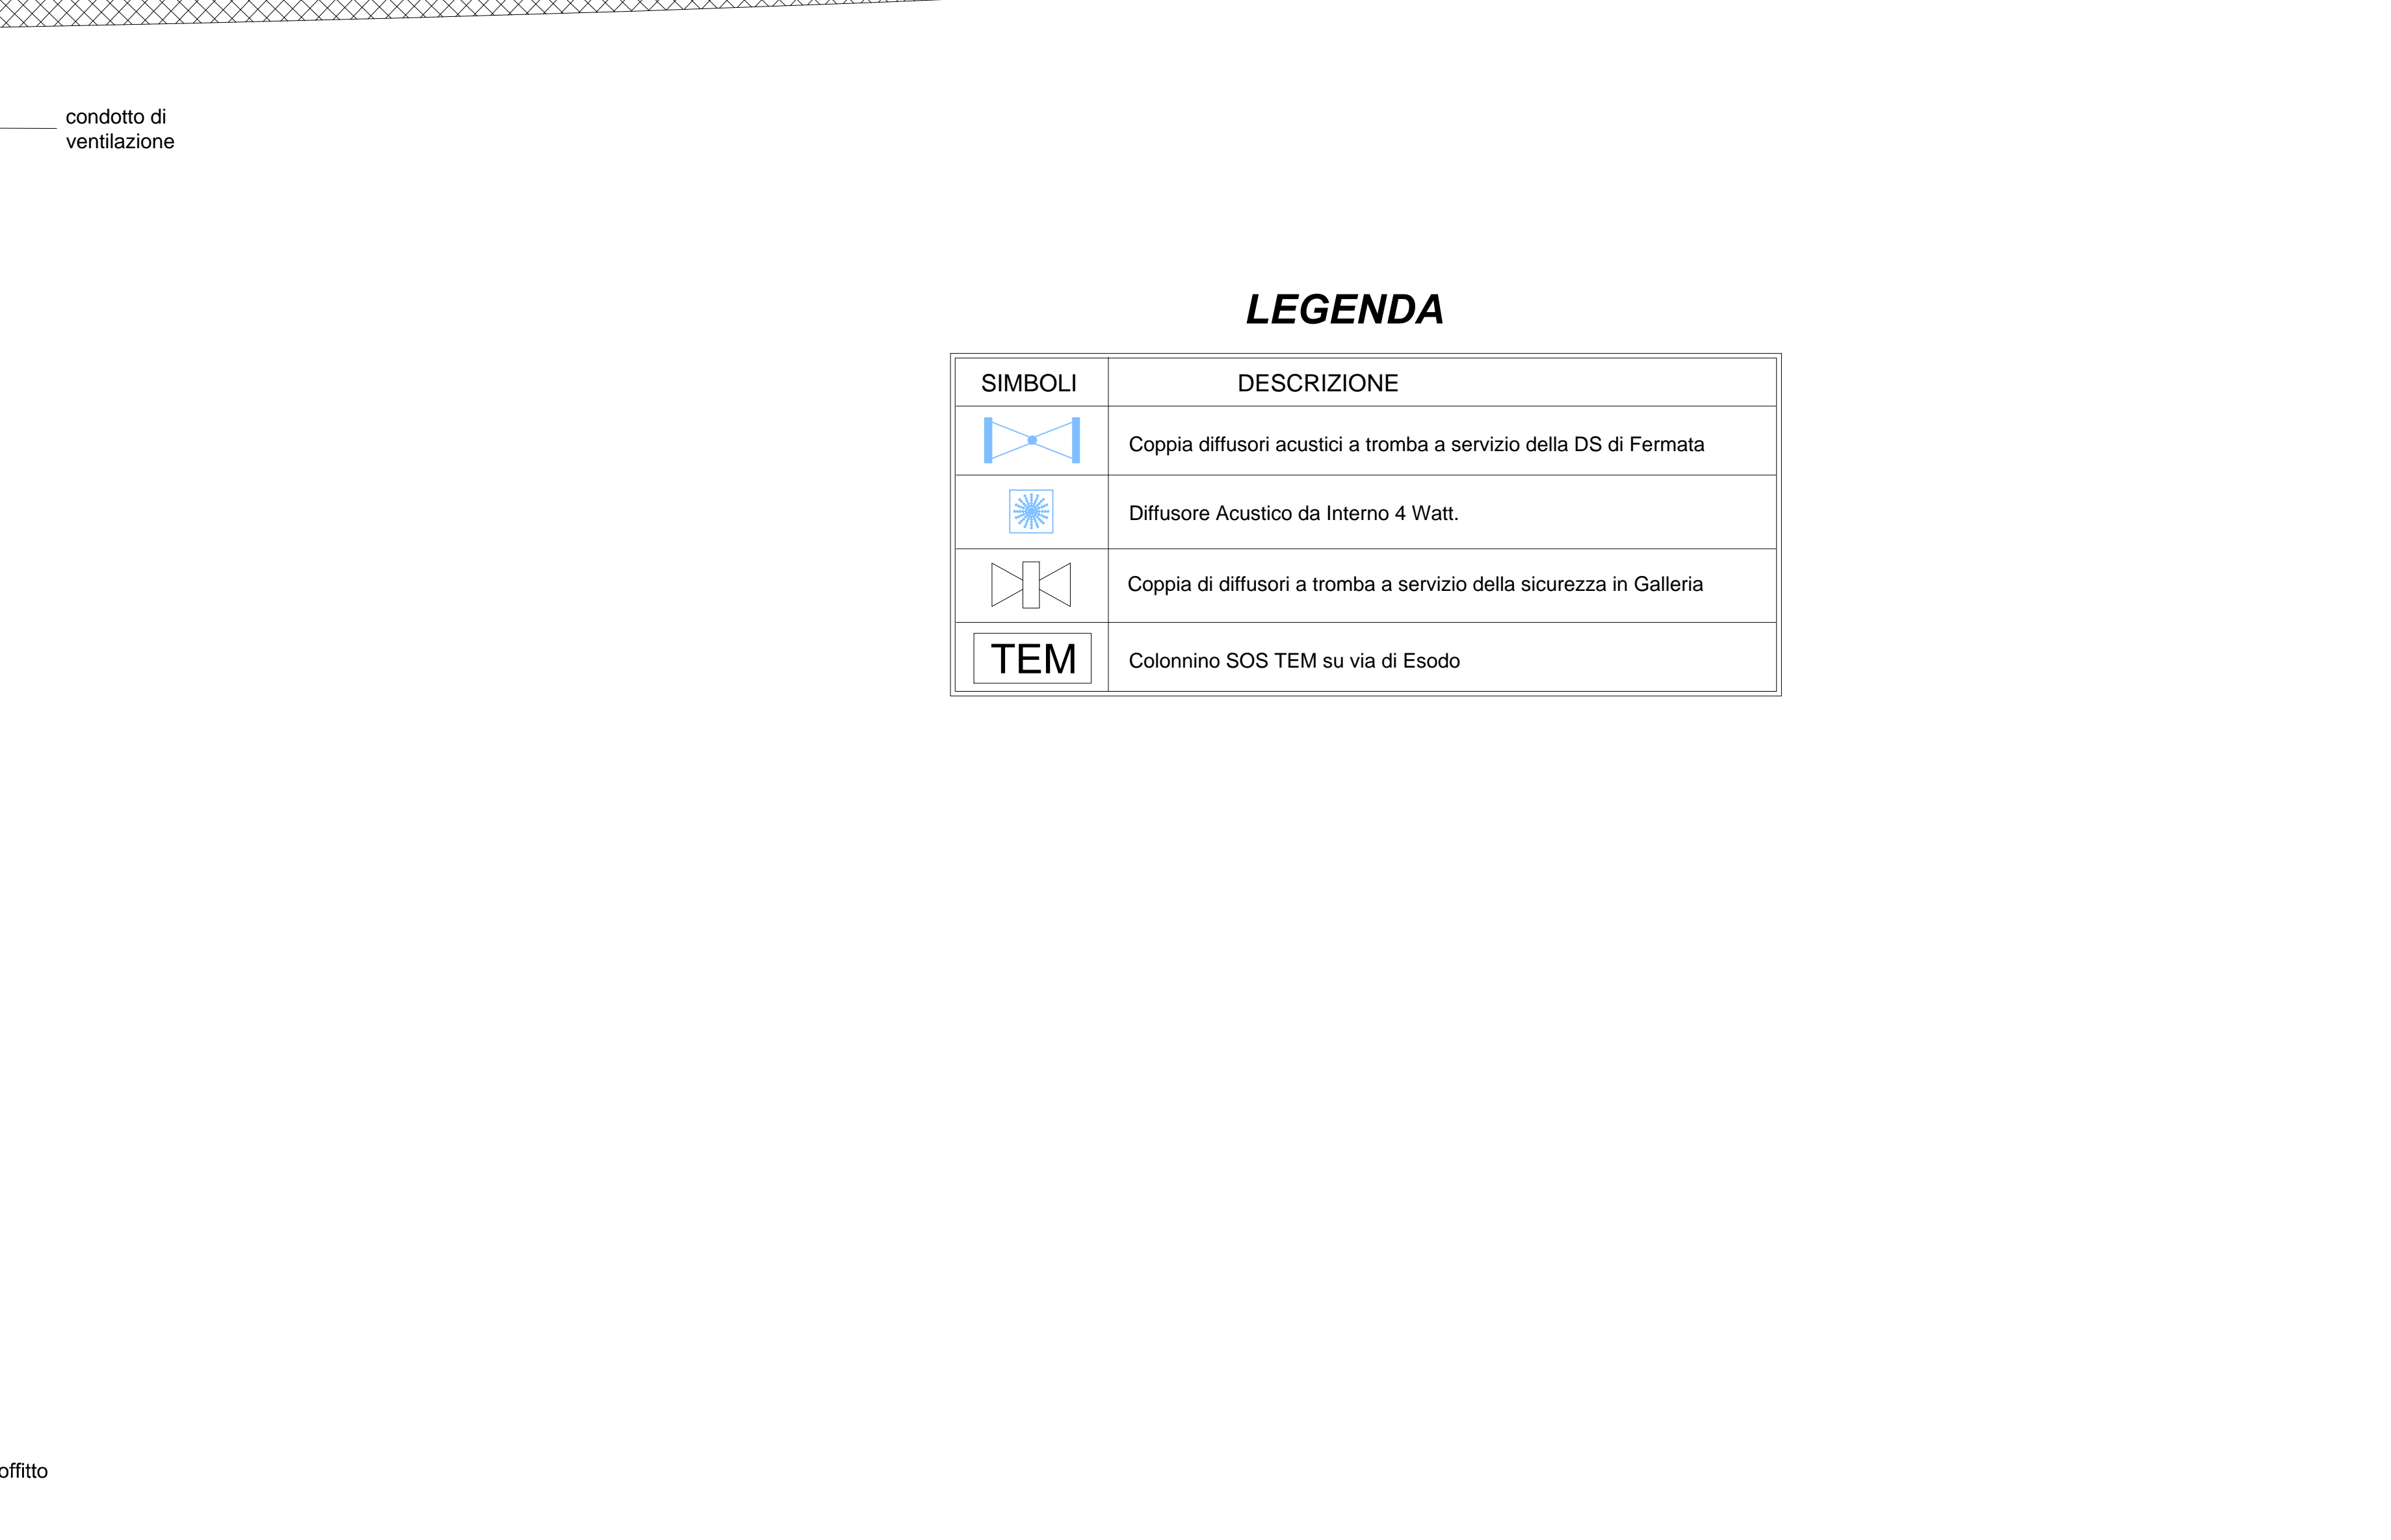 condotto di
ventilazione
LEGENDA
SIMBOLI DESCRIZIONE
Coppia diffusori acustici a tromba a servizio della DS di Fermata
Diffusore Acustico da Interno 4 Watt.
Coppia di diffusori a tromba a servizio della sicurezza in Galleria
TEM Colonnino SOS TEM su via di Esodo
offitto